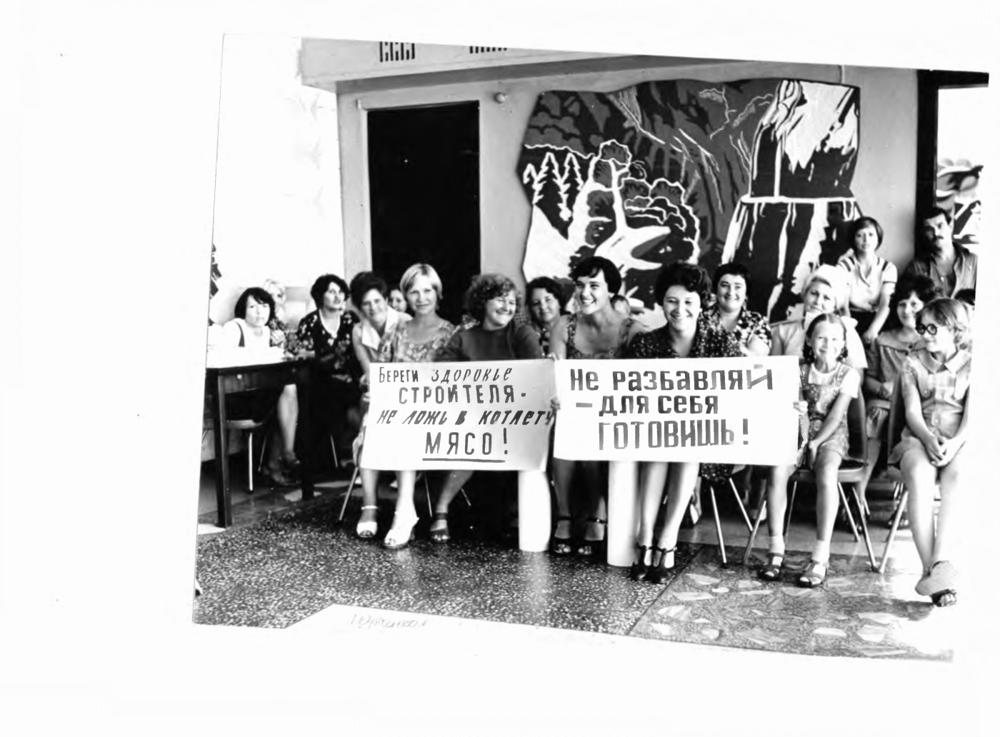 БЕРЕГИ ЗДОРОВЬЕ
СТРОИТЕЛЯ -
НЕ ЛОЖЬ В КОТЛЕТУ
МЯСО!
Не РАЗБАВЛЯЙ
– ДЛЯ СЕБЯ
ГОТОВИШЬ!